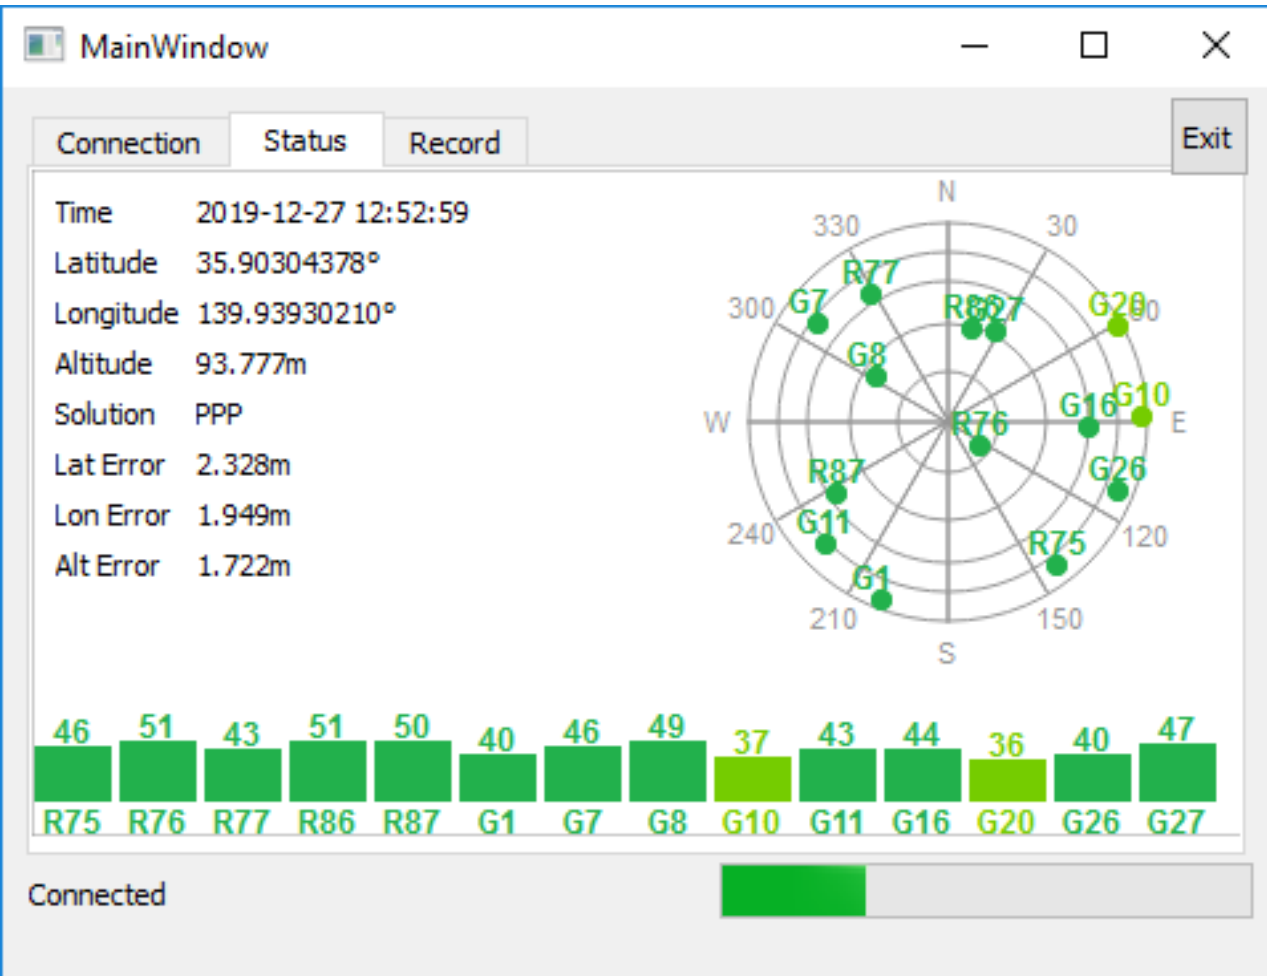 MainWindow
Exit
Connection Status Record
Time 2019-12-27 12:52:59
Latitude 35.90304378°
Longitude 139.93930210°
Altitude 93.777m
Solution PPP
Lat Error 2.328m
Lon Error 1.949m
Alt Error 1.722m
N
330 30
R77
300 G7 R86 G27 G20 60
G8
G10
W R76 G16 E
R87 G26
240 G11 R75 120
G1
210 150
S
46 51 43 51 50 40 46 49 37 43 44 36 40 47
R75 R76 R77 R86 R87 G1 G7 G8 G10 G11 G16 G20 G26 G27
Connected